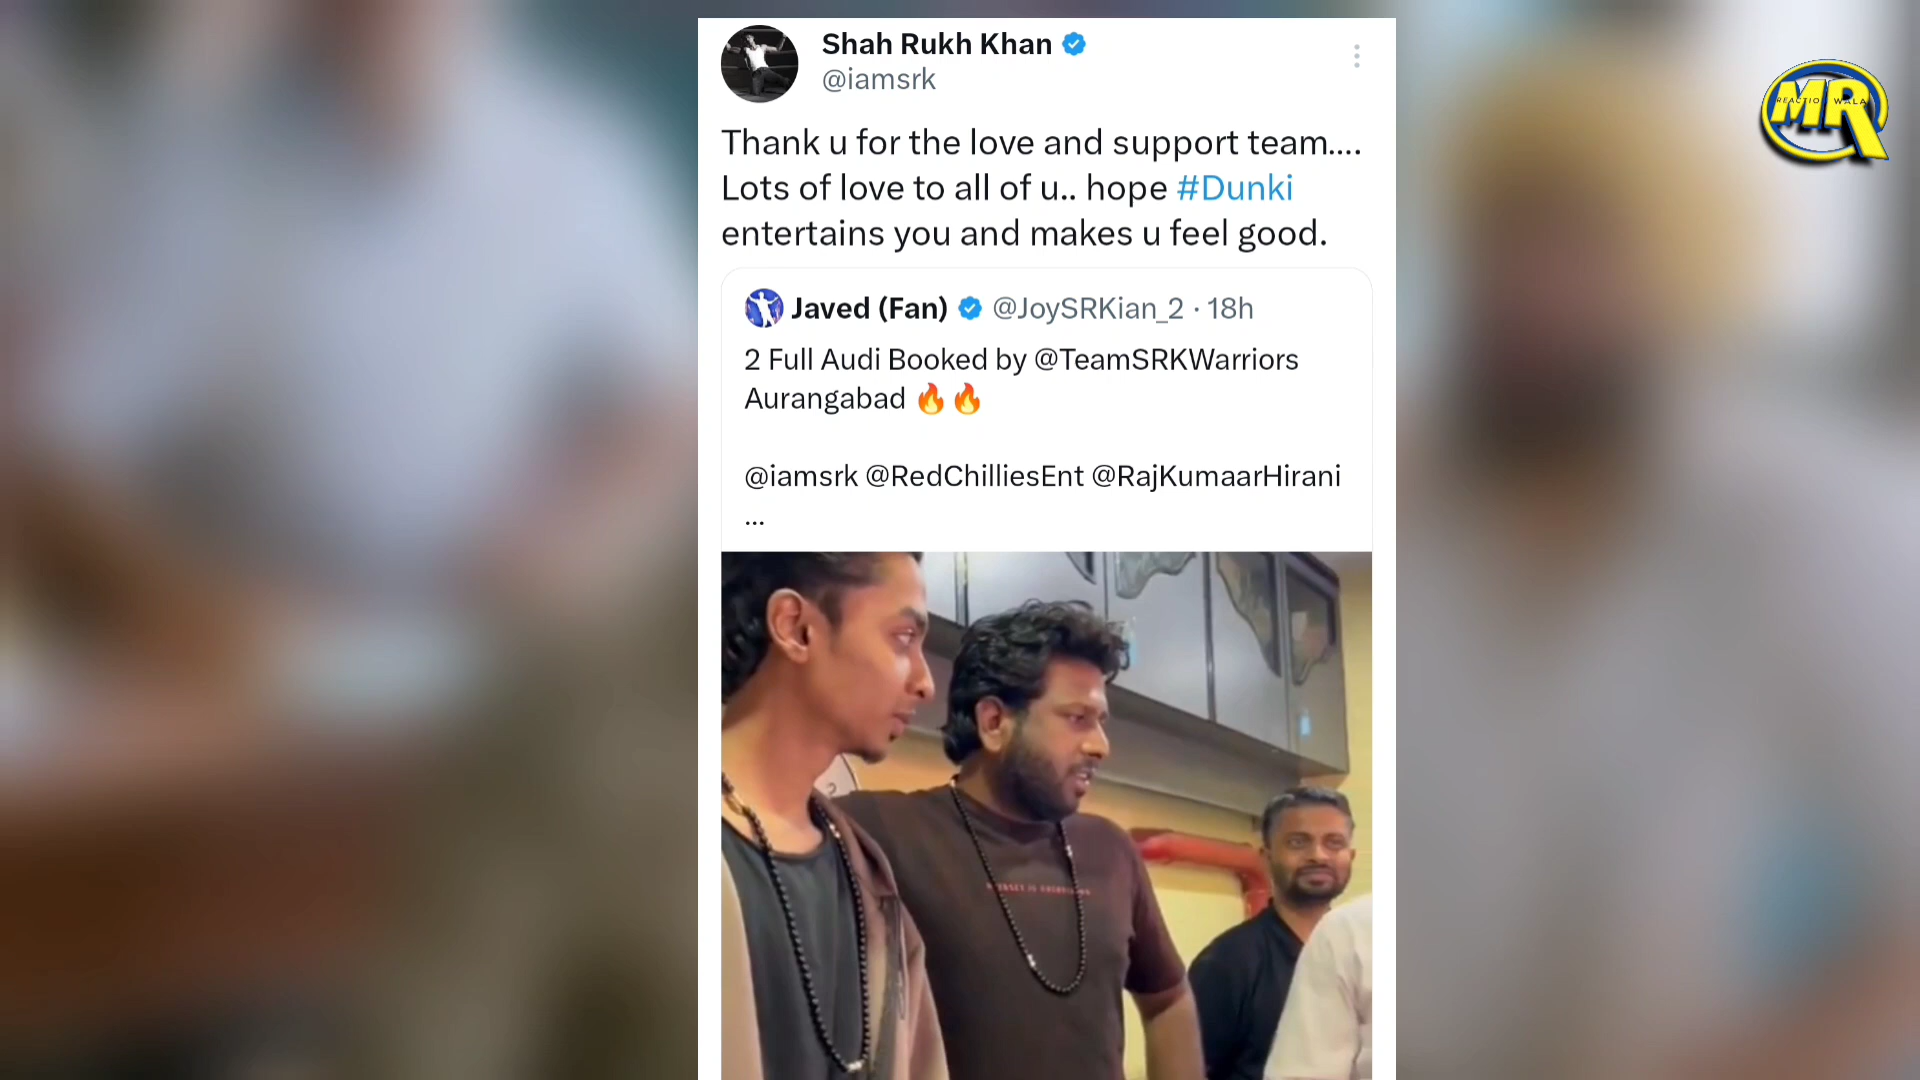 Shah Rukh Khan
@iamsrk
Thank u for the love and support team....
Lots of love to all of u.. hope #Dunki
entertains you and makes u feel good.
Javed (Fan) @JoySRKian_2 · 18h
2 Full Audi Booked by @TeamSRKWarriors
Aurangabad 🔥🔥
@iamsrk @RedChilliesEnt @RajKumaarHirani
...
MR
REACTION WALA